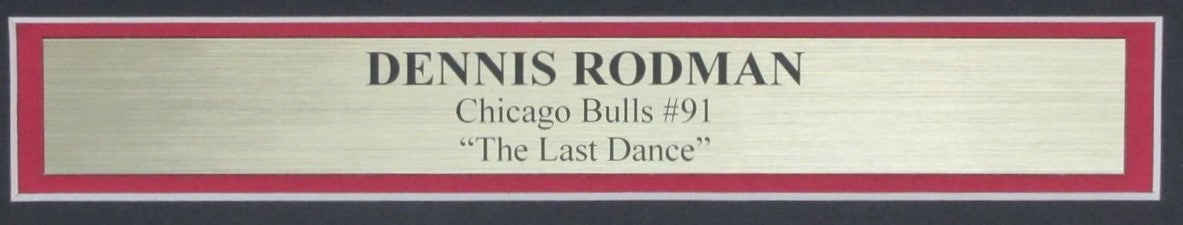 DENNIS RODMAN
Chicago Bulls #91
“The Last Dance”